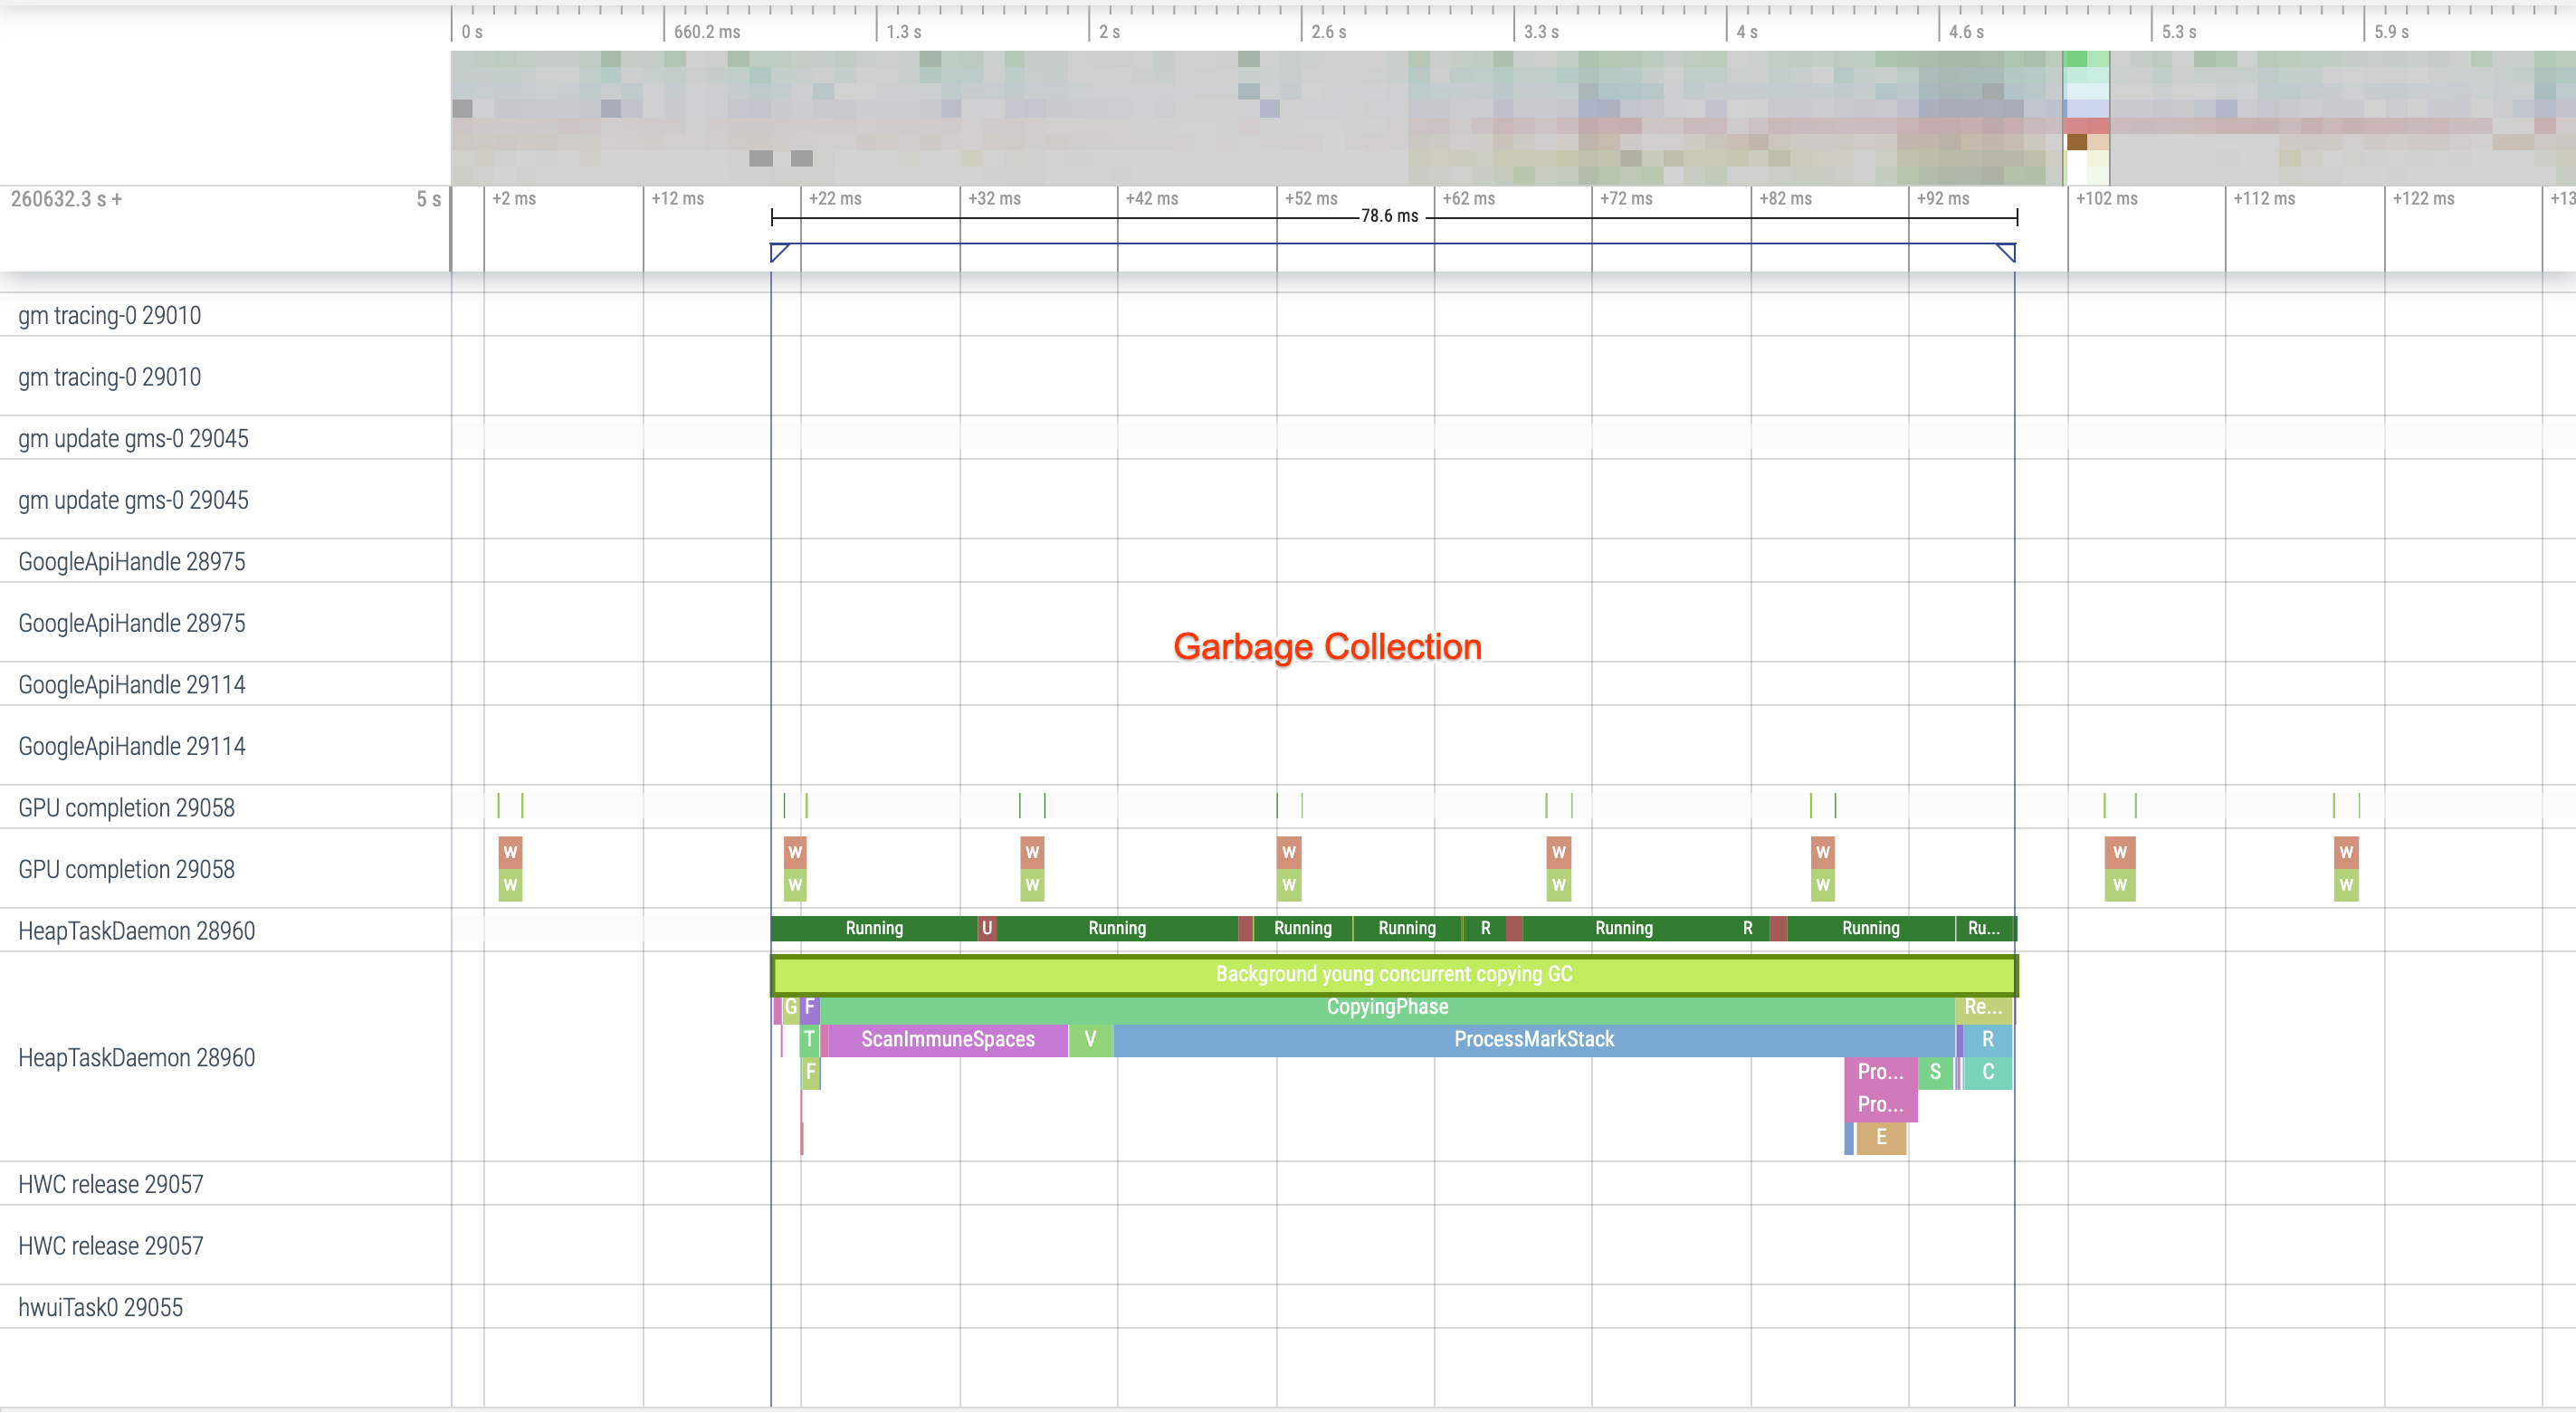 0 s 660.2 ms 1.3 s 2 s 2.6 s 3.3 s 4 s 4.6 s 5.3 s 5.9 s
260632.3 s + 5 s +2 ms +12 ms +22 ms +32 ms +42 ms +52 ms +62 ms +72 ms +82 ms +92 ms +102 ms +112 ms +122 ms +13
78.6 ms
gm tracing-0 29010
gm tracing-0 29010
gm update gms-0 29045
gm update gms-0 29045
GoogleApiHandle 28975
GoogleApiHandle 28975
Garbage Collection
GoogleApiHandle 29114
GoogleApiHandle 29114
GPU completion 29058
W W W W W W W W
GPU completion 29058
W W W W W W W W
HeapTaskDaemon 28960 Running U Running Running Running R Running R Running Ru...
Background young concurrent copying GC
G F CopyingPhase Re...
T ScanImmuneSpaces V ProcessMarkStack R
HeapTaskDaemon 28960
F Pro... S C
Pro...
E
HWC release 29057
HWC release 29057
hwuiTask0 29055